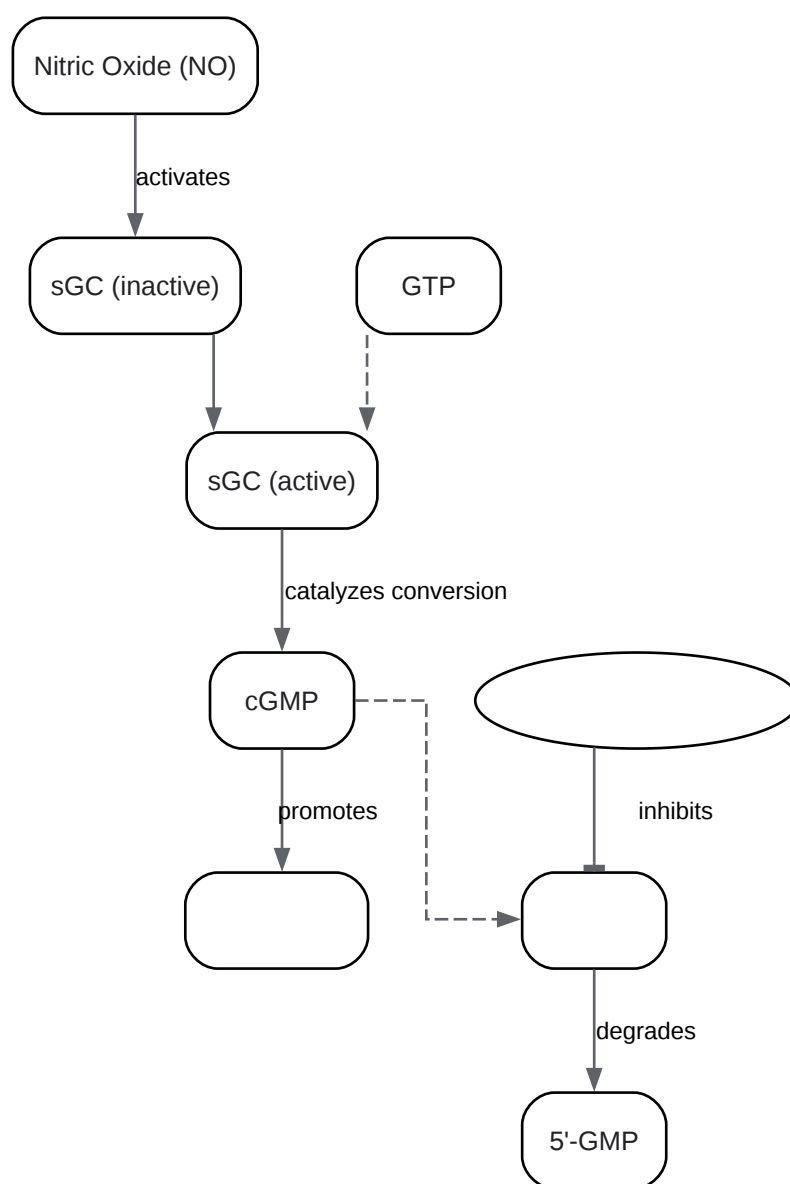 Nitric Oxide (NO)
activates
sGC (inactive)
GTP
sGC (active)
catalyzes conversion
cGMP
promotes
inhibits
degrades
5'-GMP